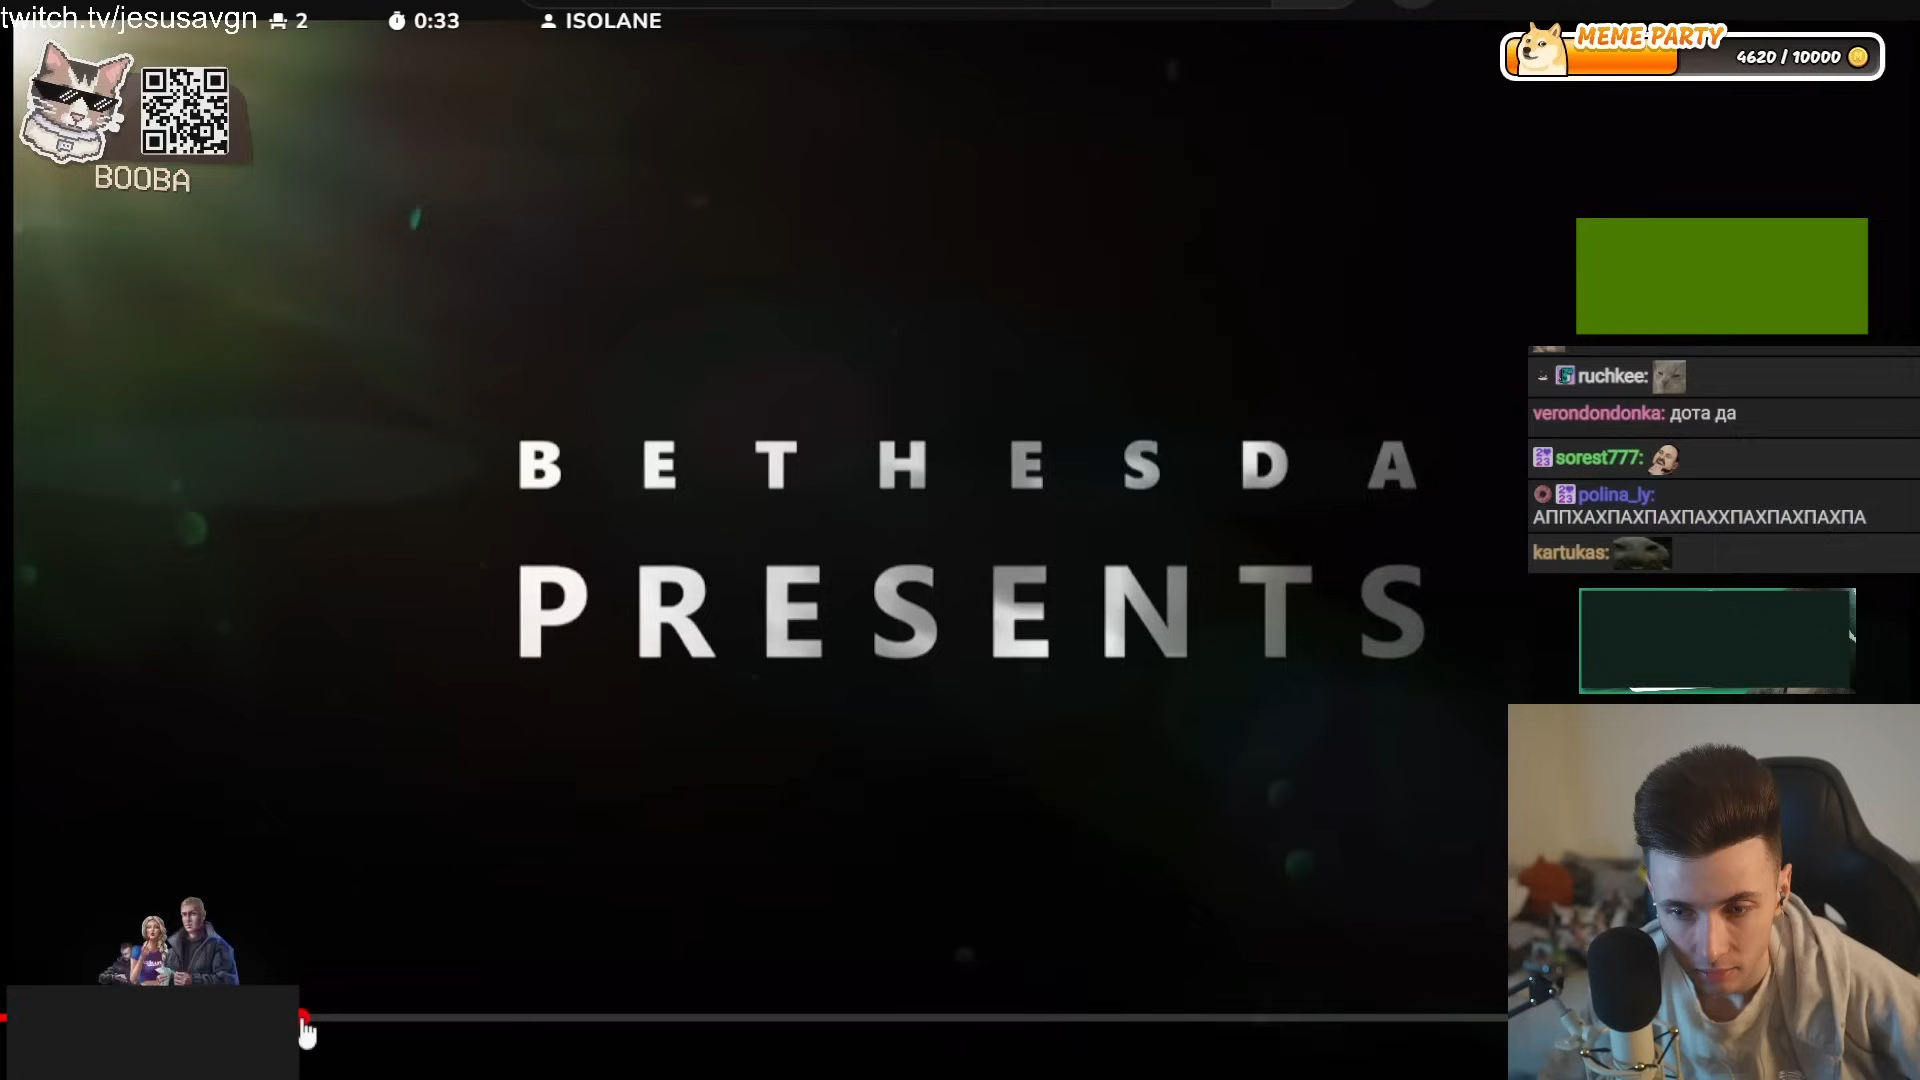 twitch.tv/jesusavgn 2 0:33 ISOLANE
MEME PARTY
4620 / 10000
BOOBA
BETHESDA
PRESENTS
ruchkee:
verondondonka: дота да
sorest777:
polina_ly:
АППХАХПАХПАХПАХХПАХПАХПАХПА
kartukas: